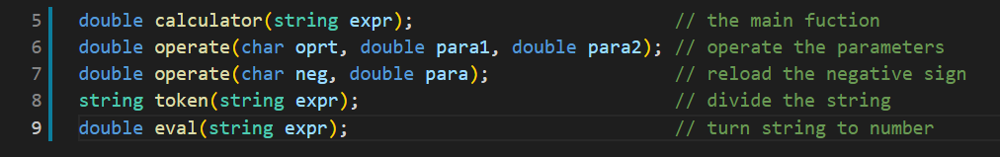 5 double calculator(string expr); // the main fuction
6 double operate(char oprt, double para1, double para2); // operate the parameters
7 double operate(char neg, double para); // reload the negative sign
8 string token(string expr); // divide the string
9 double eval(string expr); // turn string to number